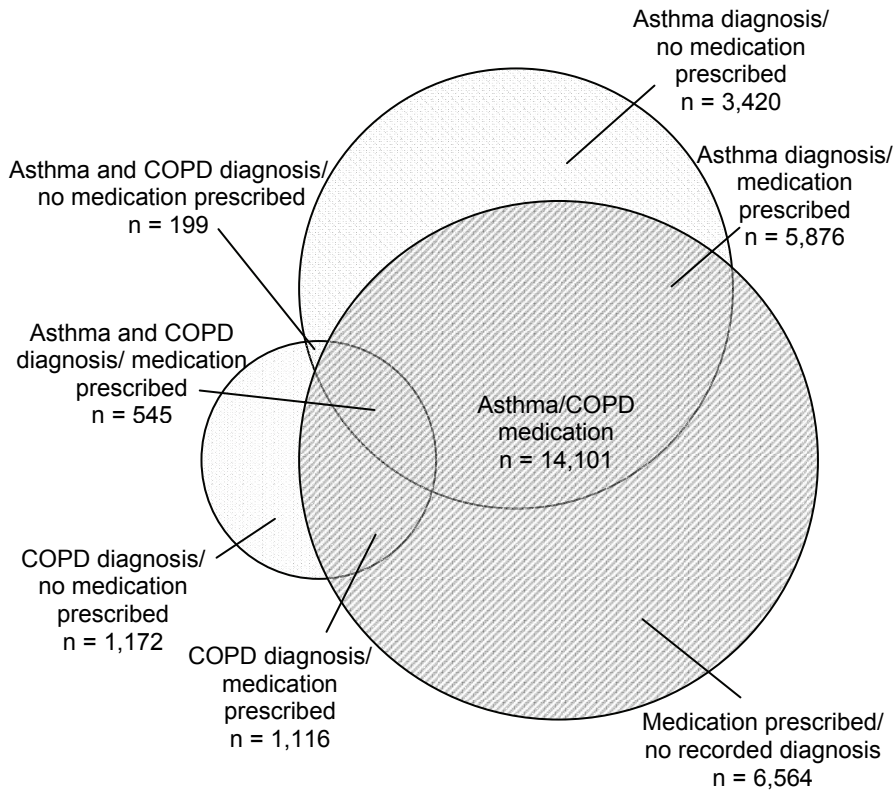 Asthma diagnosis/
no medication
prescribed
n = 3,420
Asthma diagnosis/
medication
prescribed
n = 5,876
Asthma and COPD diagnosis/
no medication prescribed
n = 199
Asthma and COPD
diagnosis/ medication
prescribed
n = 545
Asthma/COPD
medication
n = 14,101
COPD diagnosis/
no medication
prescribed
n = 1,172
COPD diagnosis/
medication
prescribed
n = 1,116
Medication prescribed/
no recorded diagnosis
n = 6,564